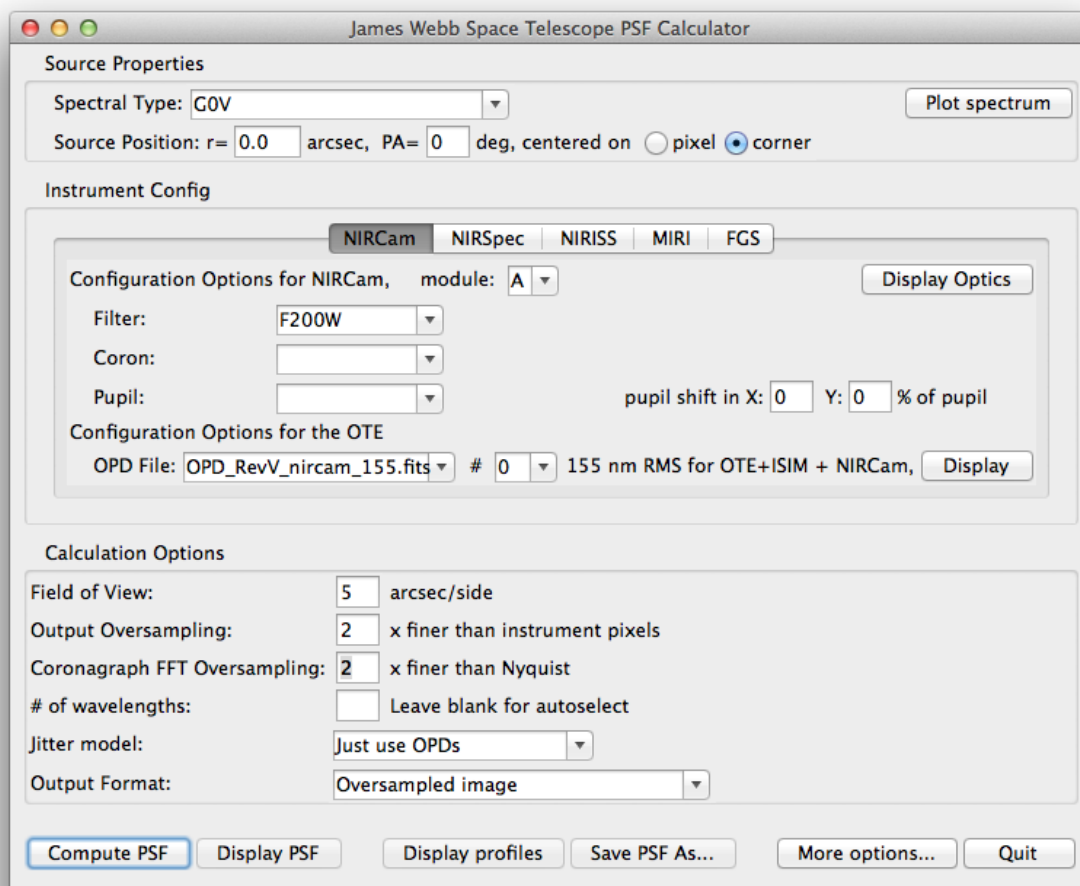 James Webb Space Telescope PSF Calculator
Source Properties
Spectral Type: G0V Plot spectrum
Source Position: r= 0.0 arcsec, PA= 0 deg, centered on pixel corner
Instrument Config
NIRCam NIRSpec NIRISS MIRI FGS
Configuration Options for NIRCam, module: A Display Optics
Filter: F200W
Coron:
Pupil: pupil shift in X: 0 Y: 0 % of pupil
Configuration Options for the OTE
OPD File: OPD_RevV_nircam_155.fits # 0 155 nm RMS for OTE+ISIM + NIRCam, Display
Calculation Options
Field of View: 5 arcsec/side
Output Oversampling: 2 x finer than instrument pixels
Coronagraph FFT Oversampling: 2 x finer than Nyquist
# of wavelengths: Leave blank for autoselect
Jitter model: Just use OPDs
Output Format: Oversampled image
Compute PSF Display PSF Display profiles Save PSF As... More options... Quit